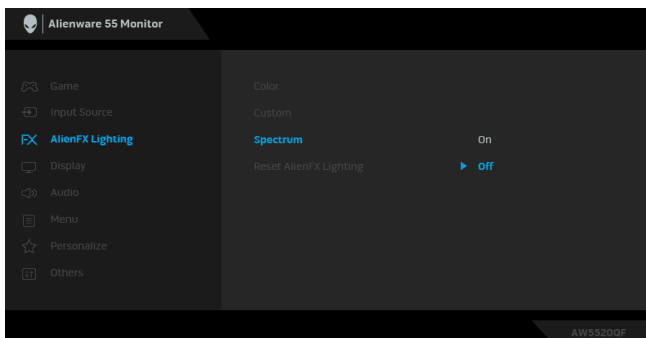 Alienware 55 Monitor
Game
Color
Input Source
Custom
FX AlienFX Lighting
Spectrum
On
Display
Reset AlienFX Lighting
Off
Audio
Menu
Personalize
Others
AW5520QF